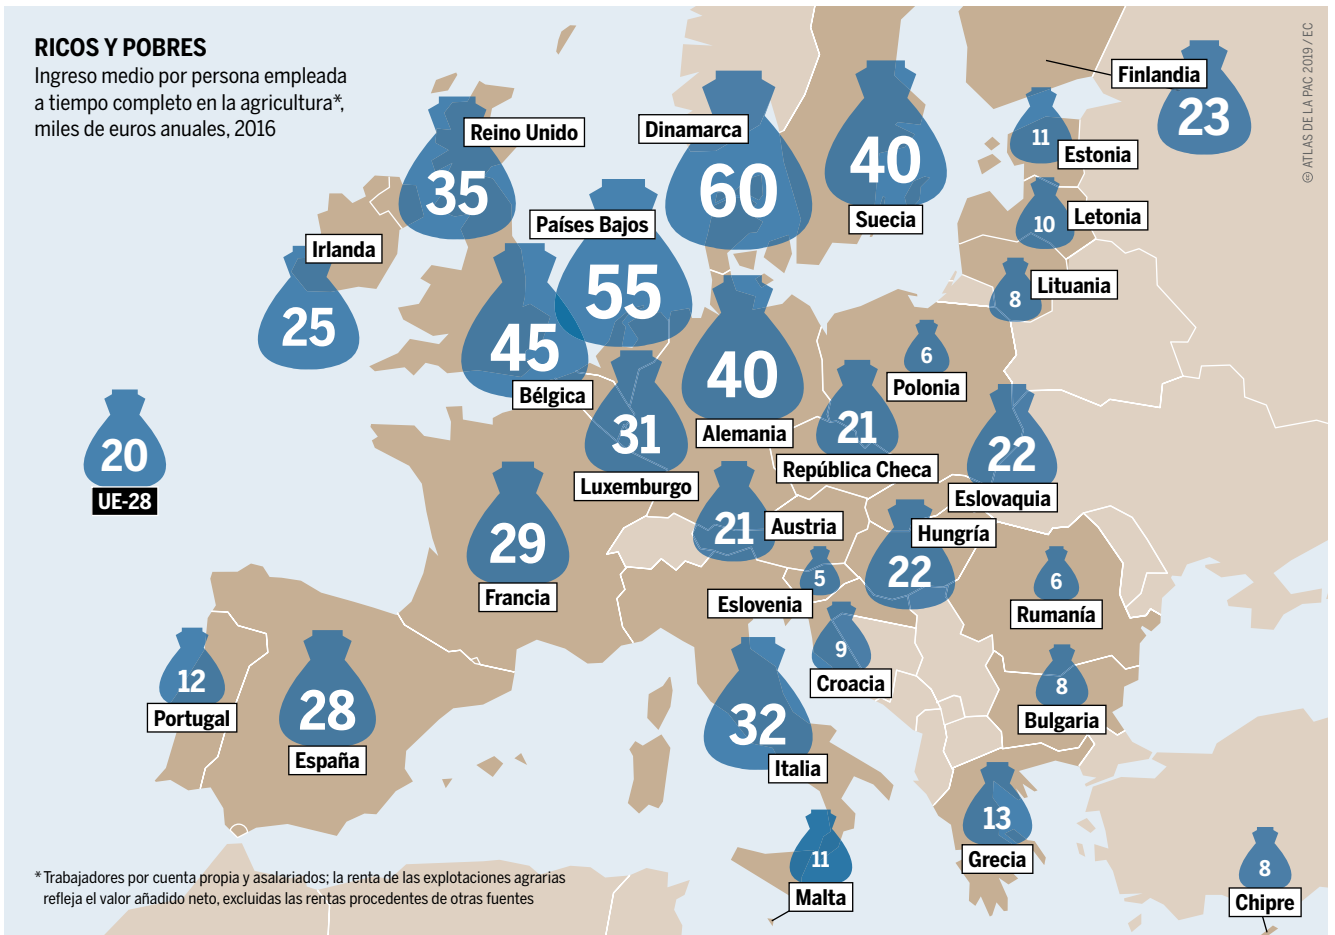 RICOS Y POBRES
Ingreso medio por persona empleada
a tiempo completo en la agricultura*,
miles de euros anuales, 2016
© ATLAS DE LA PAC 2019 / EC
Finlandia
23
Reino Unido
35
Dinamarca
60
40
Suecia
11
Estonia
10
Letonia
Irlanda
25
Países Bajos
55
8
Lituania
45
Bélgica
40
Alemania
6
Polonia
31
Luxemburgo
21
República Checa
22
Eslovaquia
20
UE-28
29
Francia
21
Austria
Hungría
22
5
Eslovenia
6
Rumanía
9
Croacia
8
Bulgaria
12
Portugal
28
España
32
Italia
13
Grecia
11
Malta
8
Chipre
* Trabajadores por cuenta propia y asalariados; la renta de las explotaciones agrarias
refleja el valor añadido neto, excluidas las rentas procedentes de otras fuentes